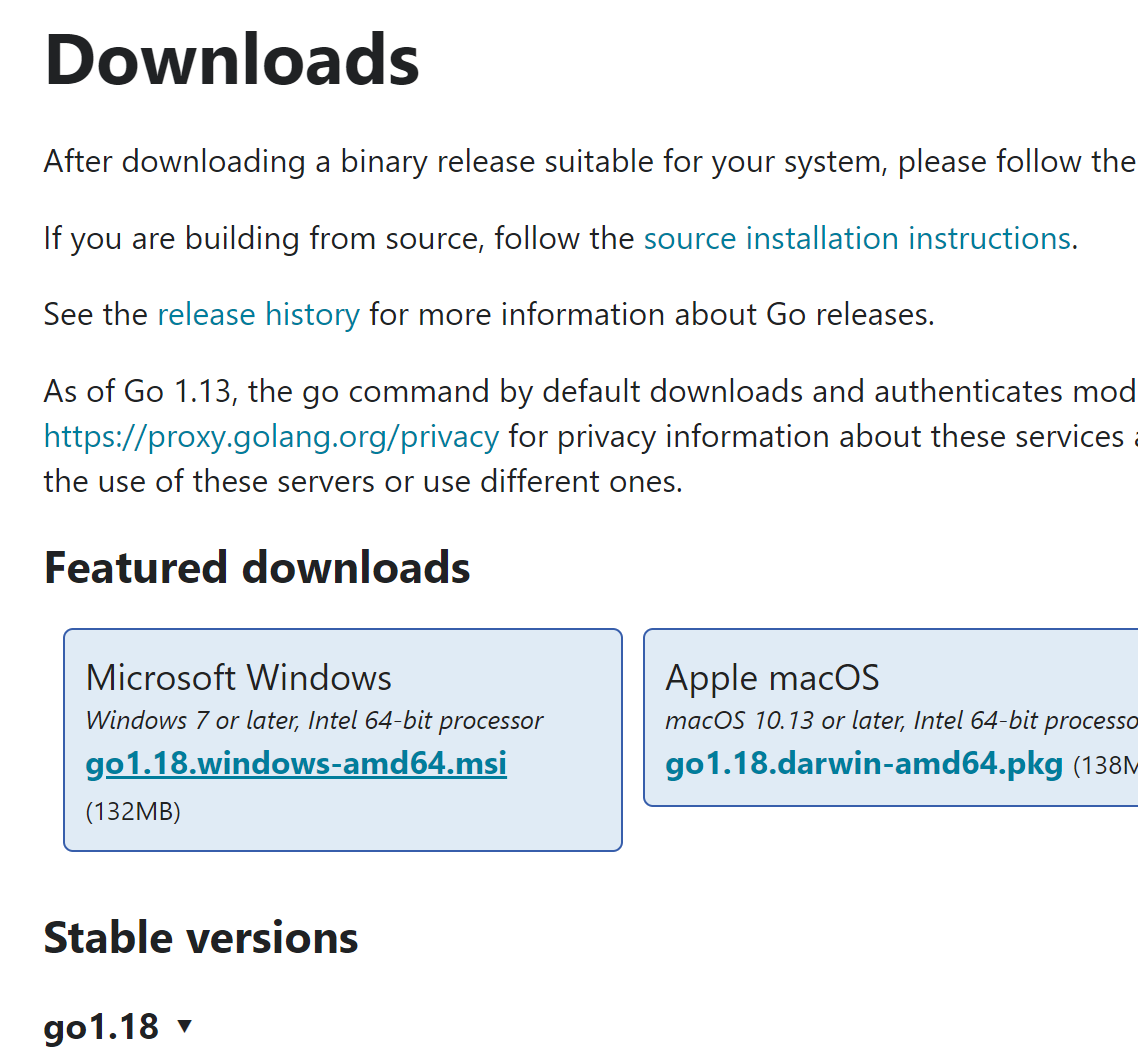 Downloads
After downloading a binary release suitable for your system, please follow the
If you are building from source, follow the source installation instructions.
See the release history for more information about Go releases.
As of Go 1.13, the go command by default downloads and authenticates mod
https://proxy.golang.org/privacy for privacy information about these services a
the use of these servers or use different ones.
Featured downloads
Microsoft Windows
Windows 7 or later, Intel 64-bit processor
go1.18.windows-amd64.msi
(132MB)
Apple macOS
macOS 10.13 or later, Intel 64-bit processo
go1.18.darwin-amd64.pkg (138M
Stable versions
go1.18 ▼